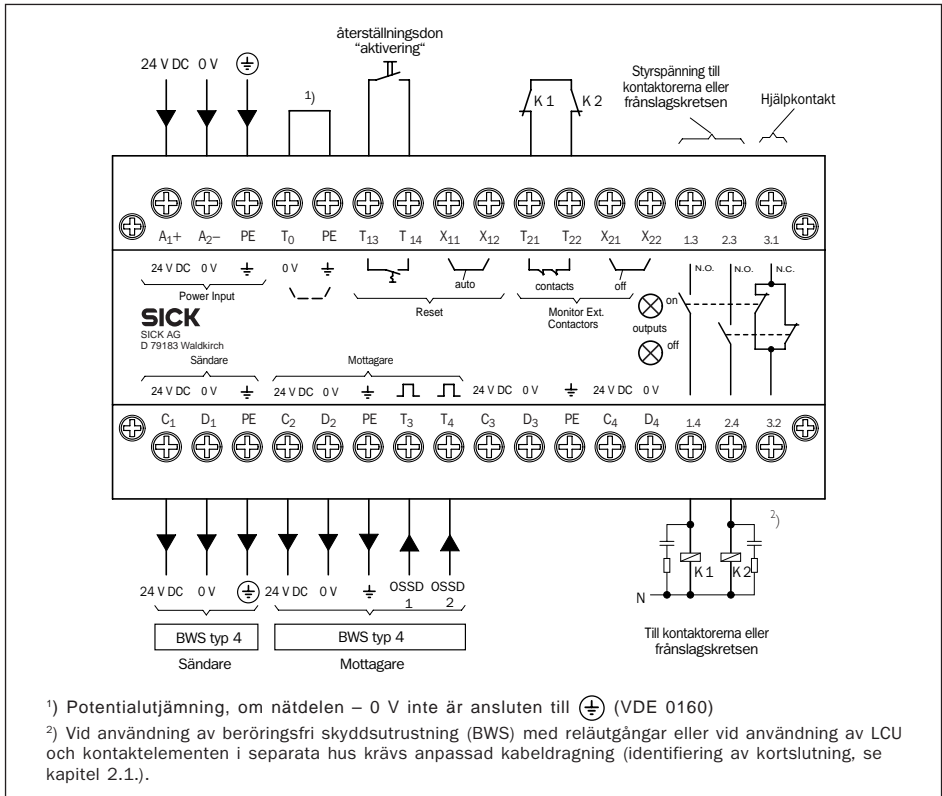 återställningsdon
“aktivering“
24 V DC 0 V
1)
K 1 K 2
Styrspänning till
kontaktorerna eller
frånslagskretsen
Hjälpkontakt
A1+ A2− PE T0 PE T13 T 14 X11 X12 T21 T22 X21 X22 1.3 2.3 3.1
24 V DC 0 V 0 V auto contacts off N.O. N.O. N.C.
Power Input Reset Monitor Ext.
Contactors
on
outputs
off
SICK
SICK AG
D 79183 Waldkirch
Sändare Mottagare
24 V DC 0 V 24 V DC 0 V 24 V DC 0 V 24 V DC 0 V
C1 D1 PE C2 D2 PE T3 T4 C3 D3 PE C4 D4 1.4 2.4 3.2
2)
K 1 K 2
N
24 V DC 0 V 24 V DC 0 V OSSD OSSD
1 2
BWS typ 4 BWS typ 4
Sändare Mottagare
Till kontaktorerna eller
frånslagskretsen
1) Potentialutjämning, om nätdelen – 0 V inte är ansluten till (VDE 0160)
2) Vid användning av beröringsfri skyddsutrustning (BWS) med reläutgångar eller vid användning av LCU
och kontaktelementen i separata hus krävs anpassad kabeldragning (identifiering av kortslutning, se
kapitel 2.1.).